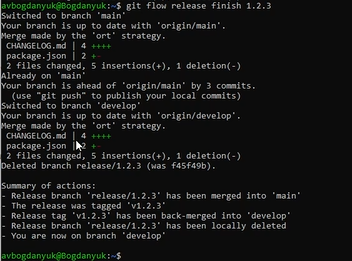 avbogdanyuk@Bogdanyuk:~$ git flow release finish 1.2.3
Switched to branch 'main'
Your branch is up to date with 'origin/main'.
Merge made by the 'ort' strategy.
CHANGELOG.md | 4 ++++
package.json | 2 +-
2 files changed, 5 insertions(+), 1 deletion(-)
Already on 'main'
Your branch is ahead of 'origin/main' by 3 commits.
(use "git push" to publish your local commits)
Switched to branch 'develop'
Your branch is up to date with 'origin/develop'.
Merge made by the 'ort' strategy.
CHANGELOG.md | 4 ++++
package.json | 2 +-
2 files changed, 5 insertions(+), 1 deletion(-)
Deleted branch release/1.2.3 (was f45f49b).
Summary of actions:
- Release branch 'release/1.2.3' has been merged into 'main'
- The release was tagged 'v1.2.3'
- Release tag 'v1.2.3' has been back-merged into 'develop'
- Release branch 'release/1.2.3' has been locally deleted
- You are now on branch 'develop'
avbogdanyuk@Bogdanyuk:~$